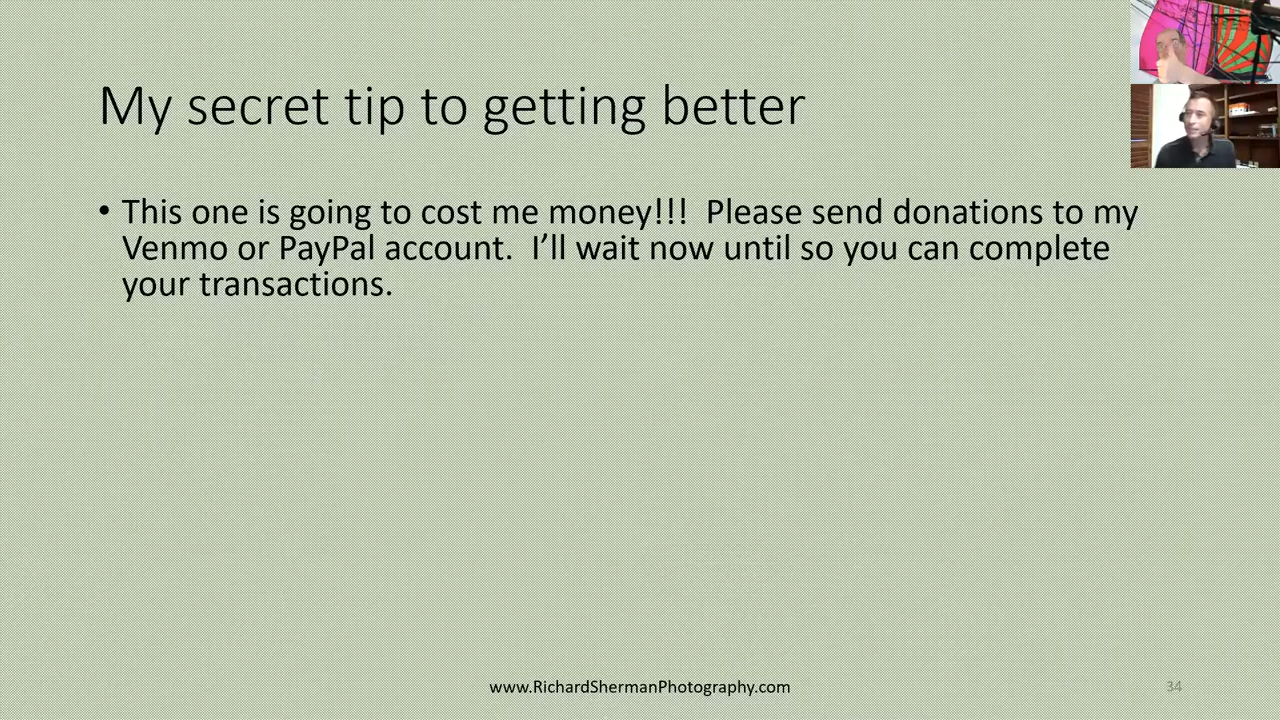 My secret tip to getting better
• This one is going to cost me money!!!  Please send donations to my
Venmo or PayPal account.  I’ll wait now until so you can complete
your transactions.
www.RichardShermanPhotography.com
34